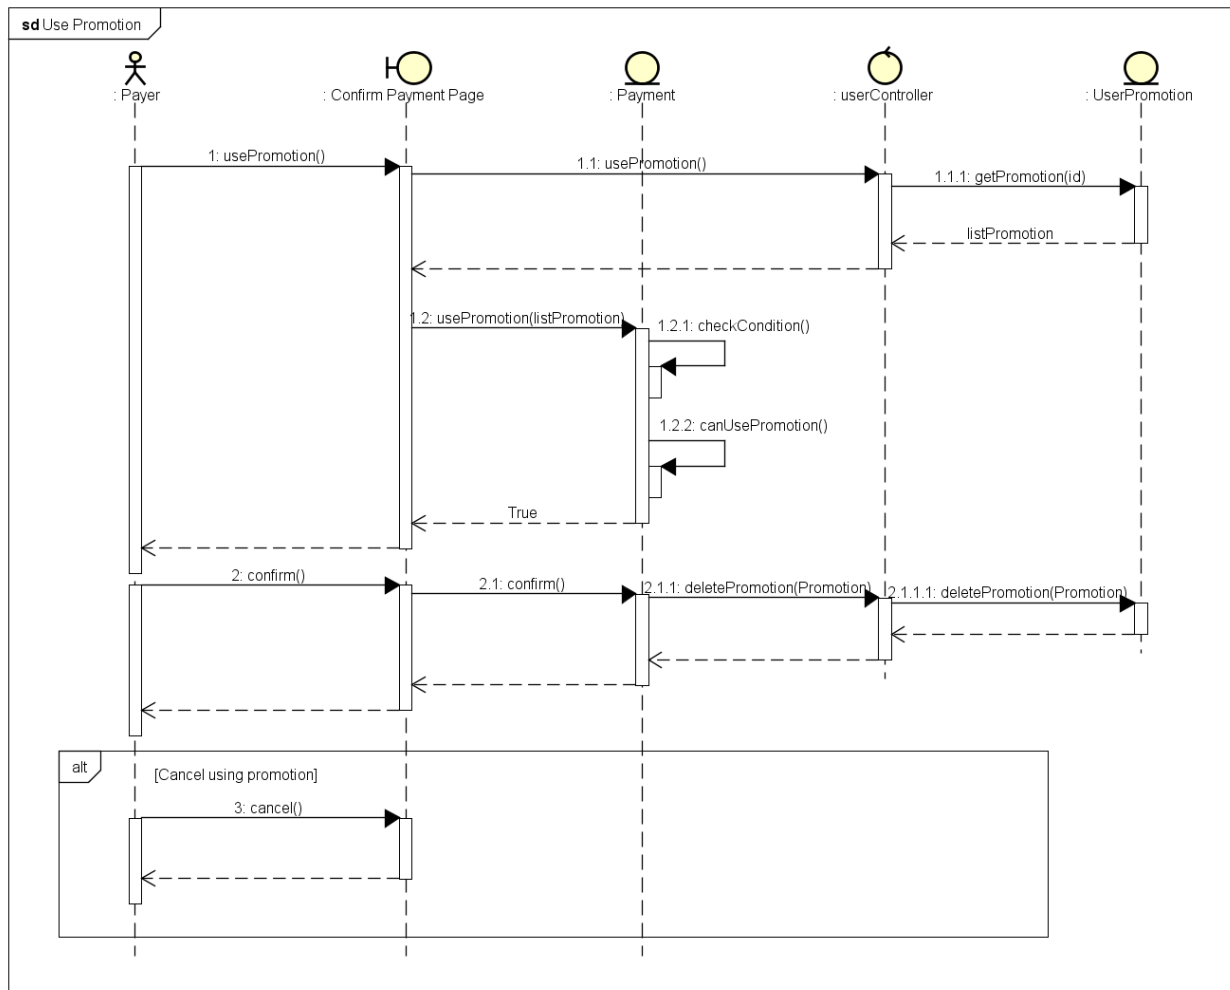 sd Use Promotion
: Payer
: Confirm Payment Page
: Payment
: userController
: UserPromotion
1: usePromotion()
1.1: usePromotion()
1.1.1: getPromotion(id)
listPromotion
1.2: usePromotion(listPromotion)
1.2.1: checkCondition()
1.2.2: canUsePromotion()
True
2: confirm()
2.1: confirm()
2.1.1: deletePromotion(Promotion)
2.1.1.1: deletePromotion(Promotion)
alt
[Cancel using promotion]
3: cancel()